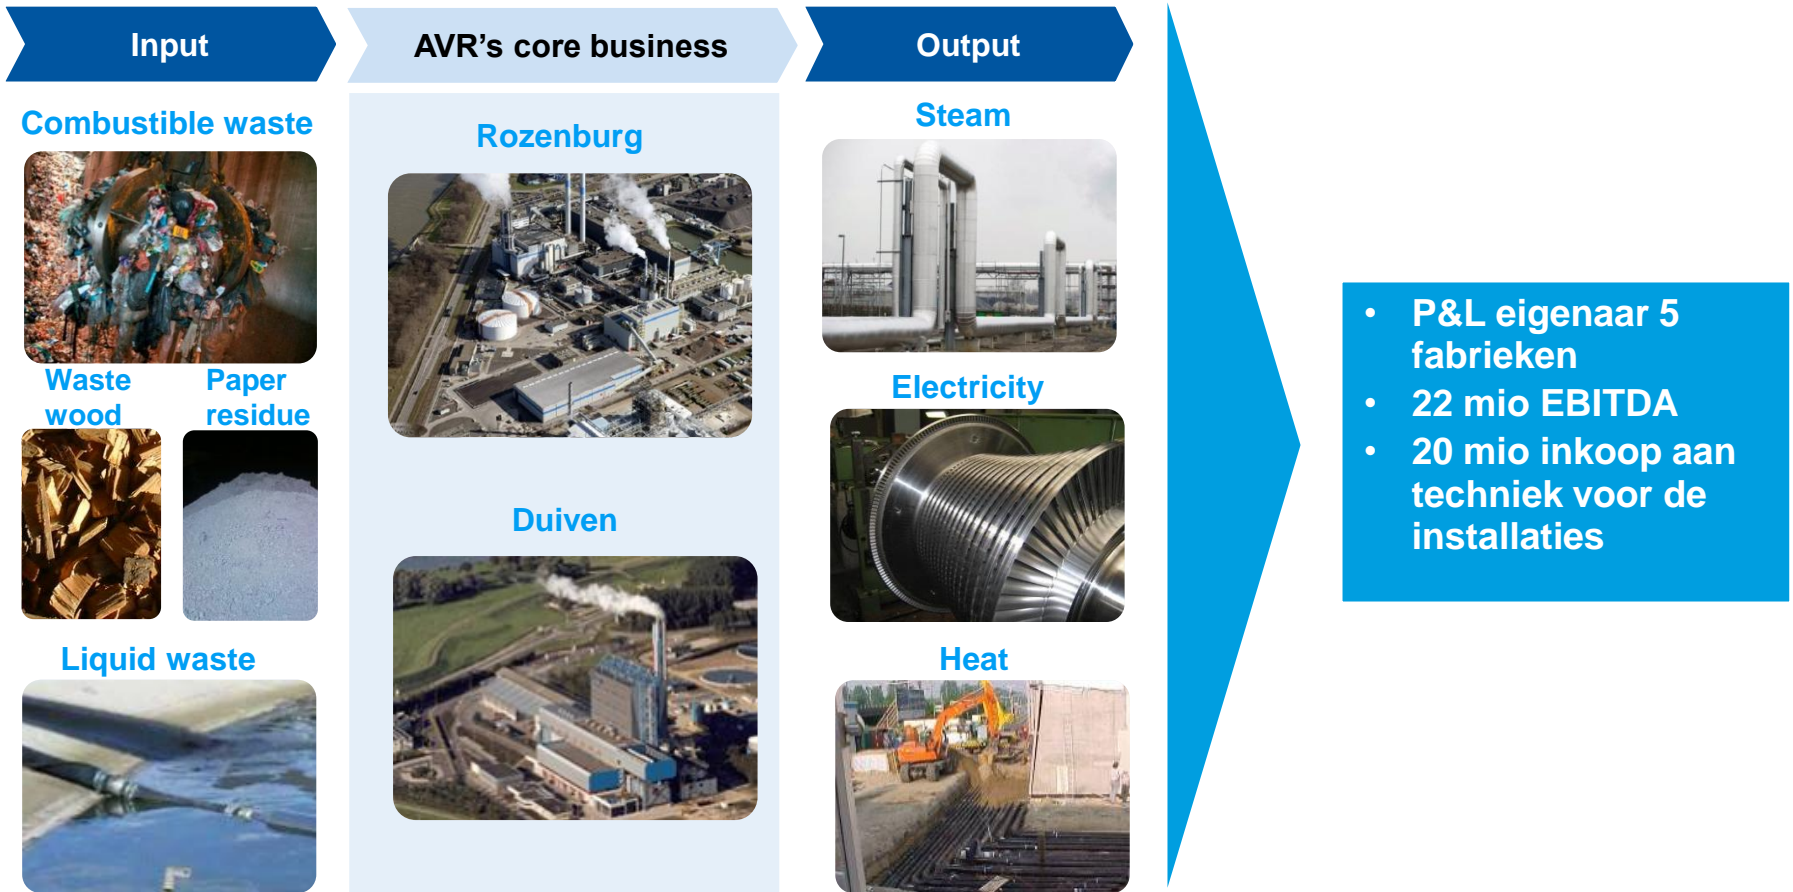 Input
AVR's core business
Output
Combustible waste
Waste
wood
Paper
residue
Liquid waste
Rozenburg
Duiven
Steam
Electricity
Heat
• P&L eigenaar 5
fabrieken
• 22 mio EBITDA
• 20 mio inkoop aan
techniek voor de
installaties